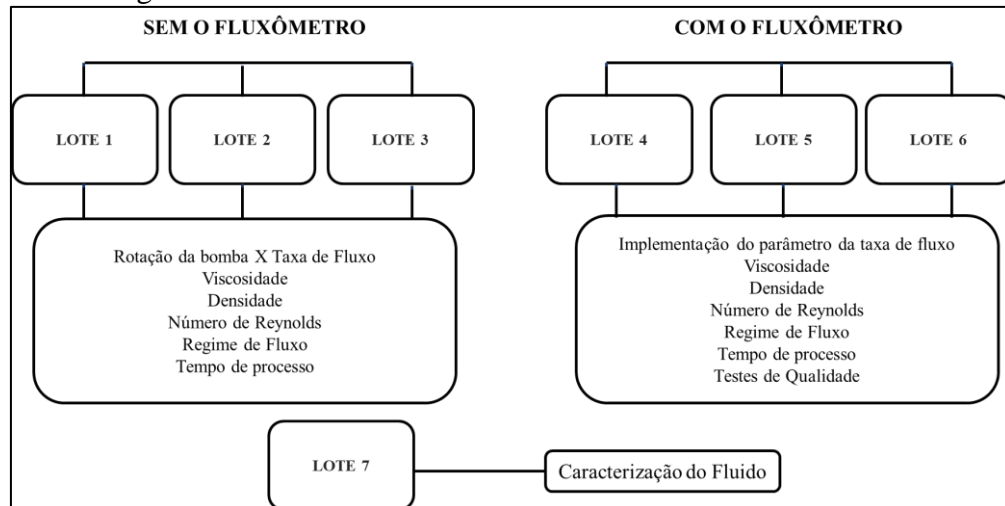 SEM O FLUXÔMETRO
LOTE 1
LOTE 2
LOTE 3
Rotação da bomba X Taxa de Fluxo
Viscosidade
Densidade
Número de Reynolds
Regime de Fluxo
Tempo de processo
COM O FLUXÔMETRO
LOTE 4
LOTE 5
LOTE 6
Implementação do parâmetro da taxa de fluxo
Viscosidade
Densidade
Número de Reynolds
Regime de Fluxo
Tempo de processo
Testes de Qualidade
LOTE 7
Caracterização do Fluido